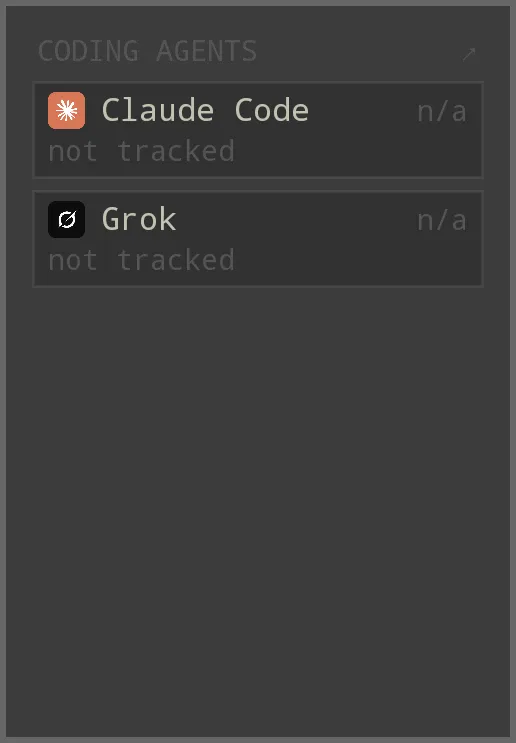 CODING AGENTS ↗
Claude Code n/a
not tracked
Grok n/a
not tracked